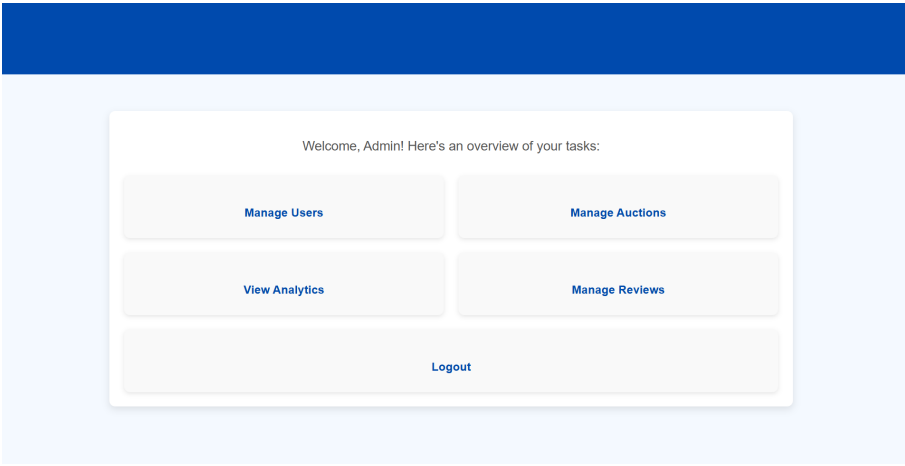 Welcome, Admin! Here's an overview of your tasks:
Manage Users
Manage Auctions
View Analytics
Manage Reviews
Logout